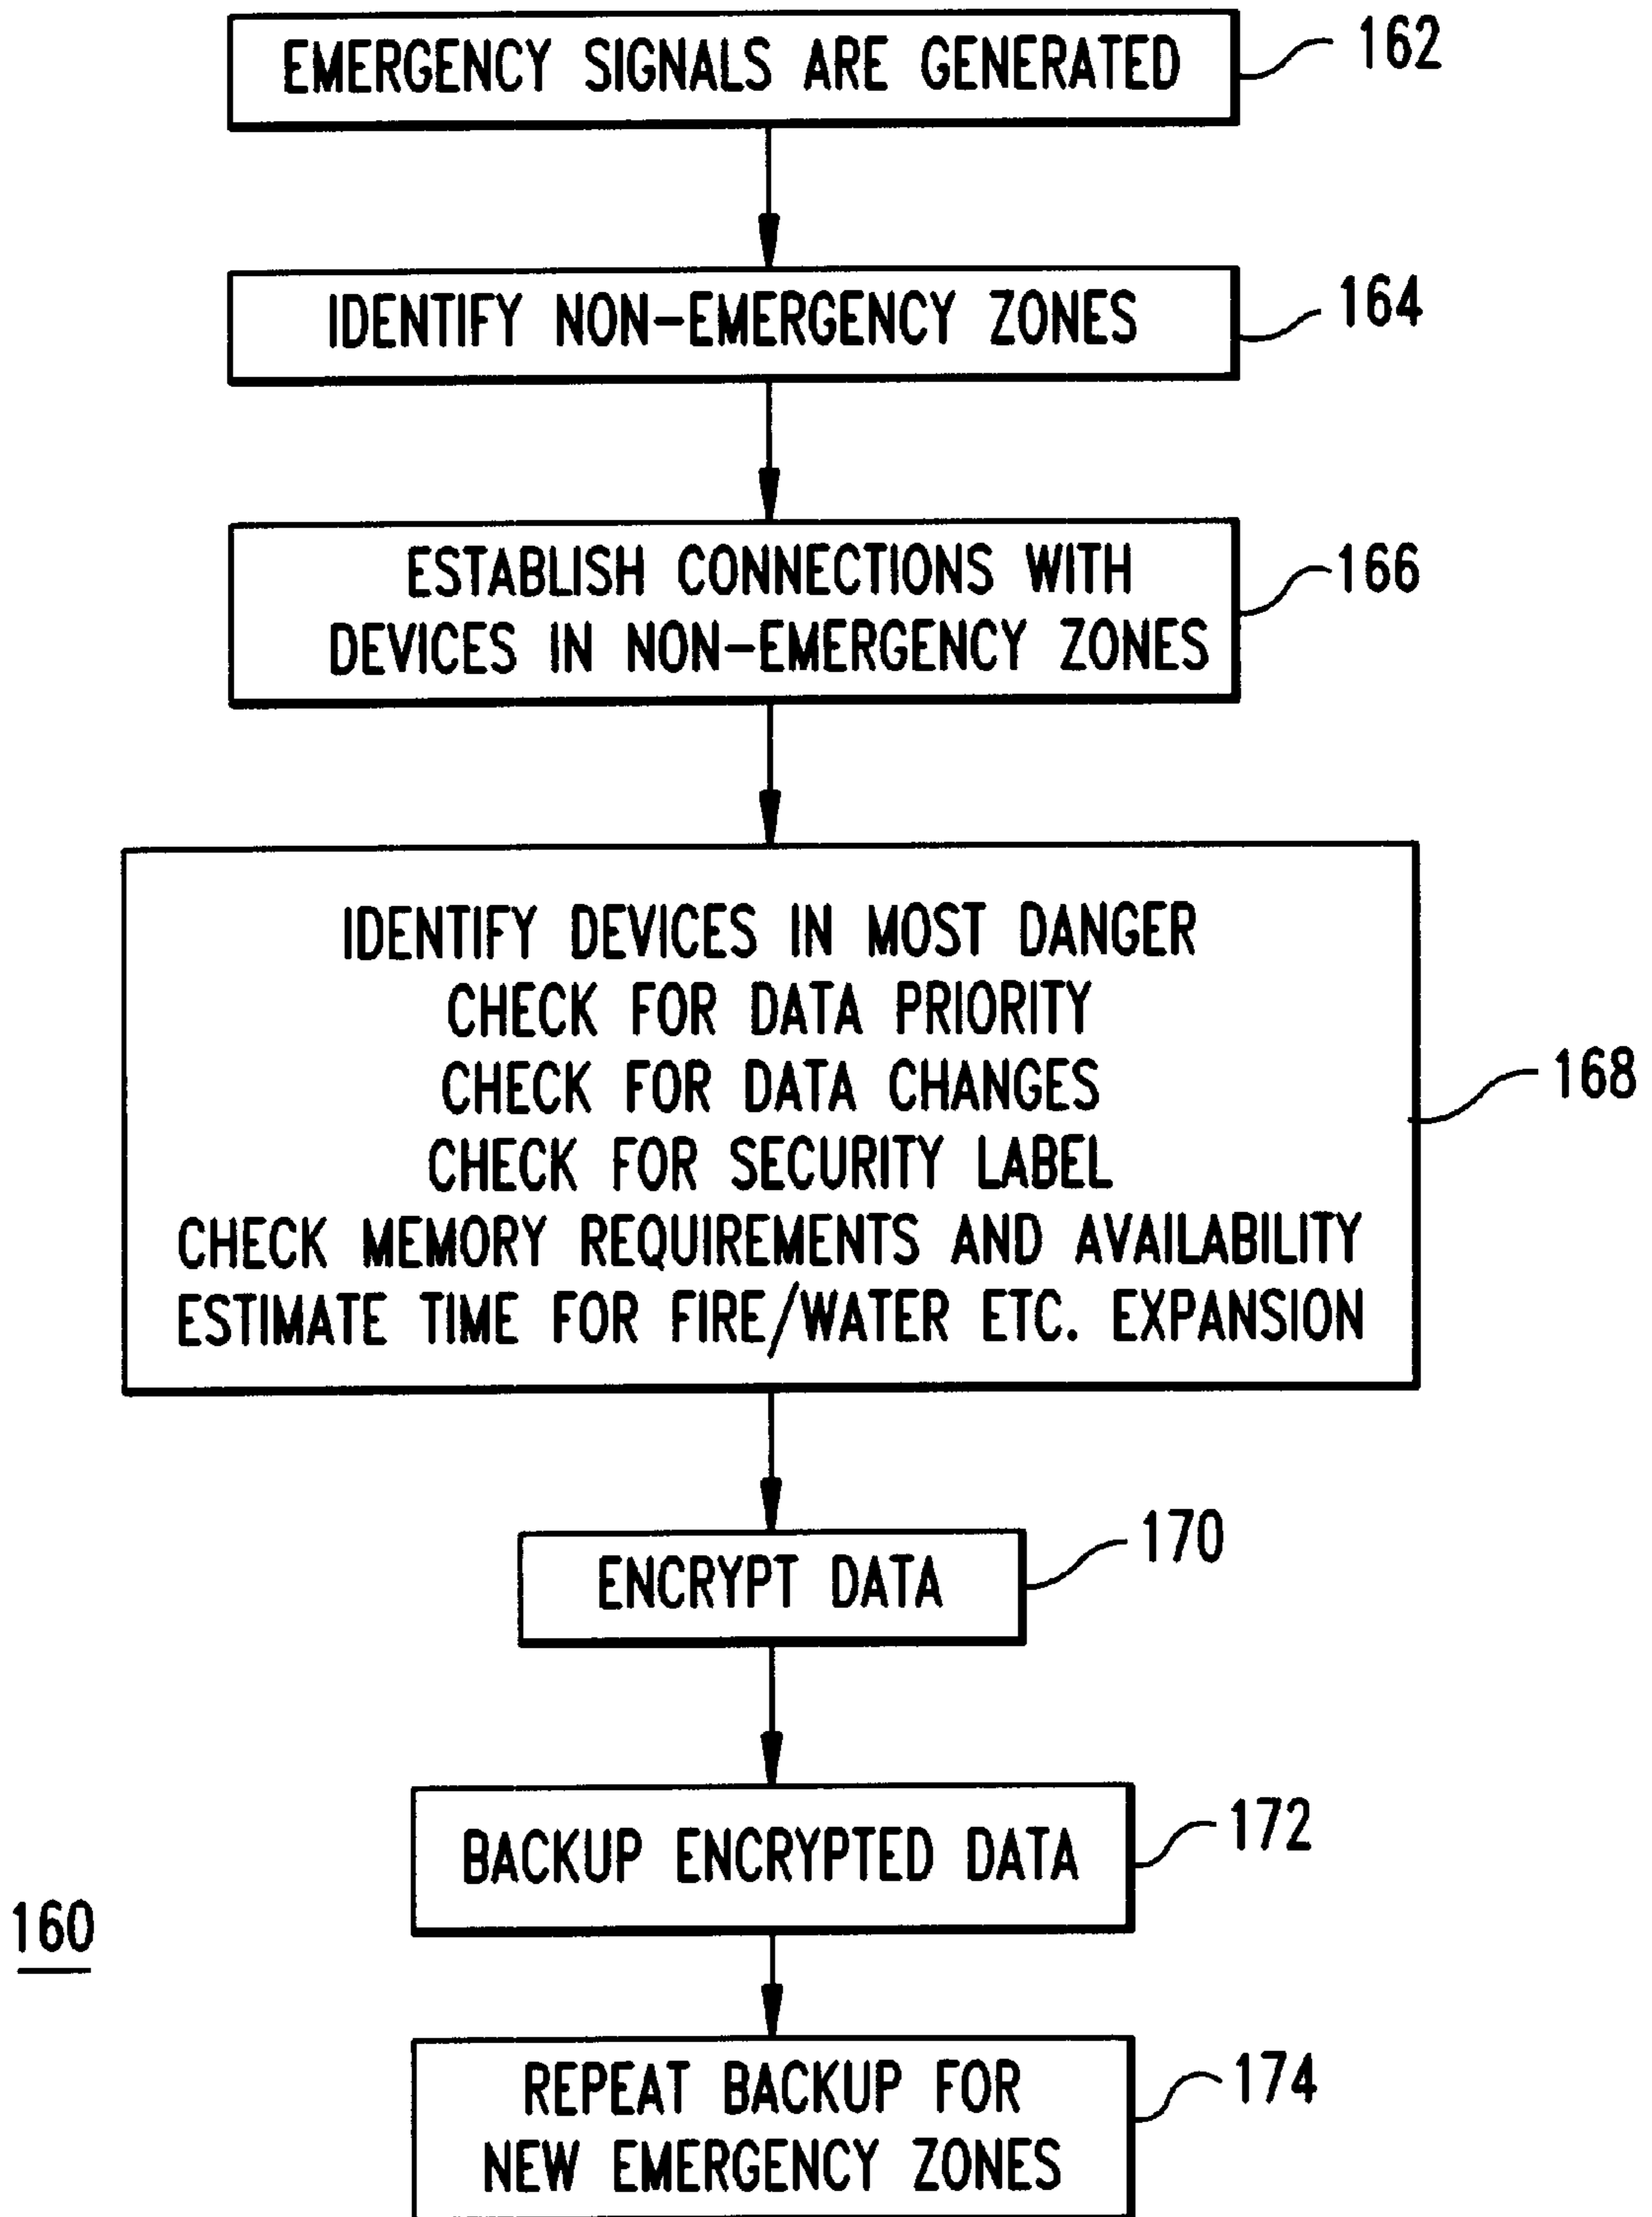 EMERGENCY SIGNALS ARE GENERATED
162
IDENTIFY NON-EMERGENCY ZONES
164
ESTABLISH CONNECTIONS WITH
DEVICES IN NON-EMERGENCY ZONES
166
IDENTIFY DEVICES IN MOST DANGER
CHECK FOR DATA PRIORITY
CHECK FOR DATA CHANGES
CHECK FOR SECURITY LABEL
CHECK MEMORY REQUIREMENTS AND AVAILABILITY
ESTIMATE TIME FOR FIRE/WATER ETC. EXPANSION
168
ENCRYPT DATA
170
BACKUP ENCRYPTED DATA
172
160
REPEAT BACKUP FOR
NEW EMERGENCY ZONES
174